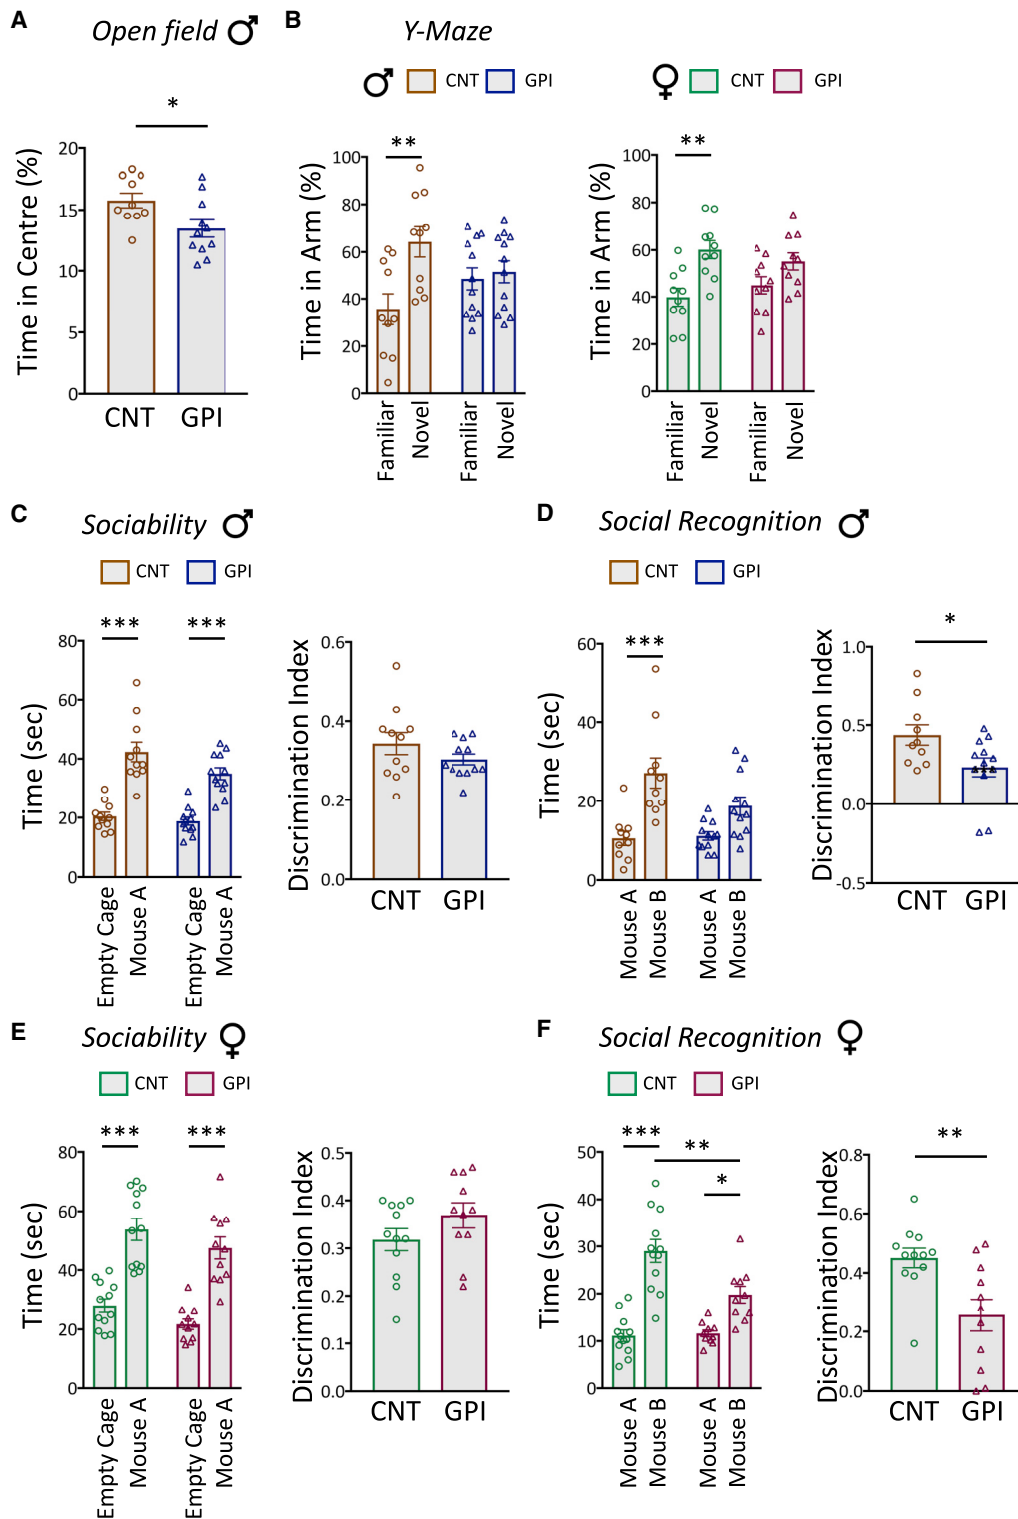 A
Open field ♂
B
Y-Maze
♂ CNT GPI
♀ CNT GPI
*
Time in Centre (%)
20
15
10
5
0
CNT GPI
**
Time in Arm (%)
100
80
60
40
20
0
Familiar
Novel
Familiar
Novel
**
Time in Arm (%)
100
80
60
40
20
0
Familiar
Novel
Familiar
Novel
C
Sociability ♂
CNT GPI
*** ***
Time (sec)
80
60
40
20
0
Empty Cage
Mouse A
Empty Cage
Mouse A
Discrimination Index
0.6
0.4
0.2
0.0
CNT GPI
D
Social Recognition ♂
CNT GPI
***
Time (sec)
60
40
20
0
Mouse A
Mouse B
Mouse A
Mouse B
*
Discrimination Index
1.0
0.5
0.0
-0.5
CNT GPI
E
Sociability ♀
CNT GPI
*** ***
Time (sec)
80
60
40
20
0
Empty Cage
Mouse A
Empty Cage
Mouse A
Discrimination Index
0.5
0.4
0.3
0.2
0.1
0.0
CNT GPI
F
Social Recognition ♀
CNT GPI
***
**
*
Time (sec)
50
40
30
20
10
0
Mouse A
Mouse B
Mouse A
Mouse B
**
Discrimination Index
0.8
0.6
0.4
0.2
0.0
CNT GPI